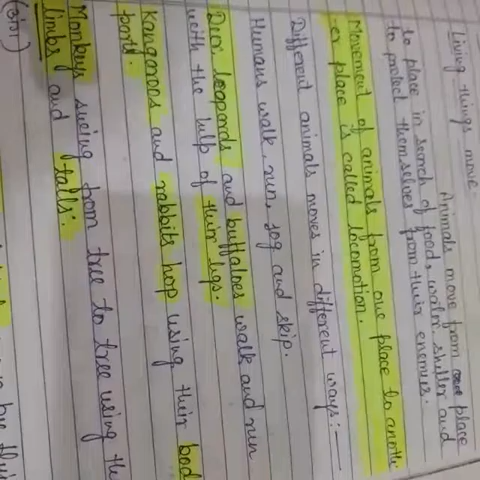 Living things move.
Animals move from place
to place in search of food, water shelter and
to protect themselves from their enemies.
Movement of animals from one place to anoth
er place is called locomotion.
Different animals moves in different ways:—
Humans walk, run, jog and skip.
Deer, leopards and buffaloes walk and run
with the help of their legs.
Kangaroos and rabbits hop using their bod
parts.
Monkeys swing from tree to tree using the
limbs and tails.